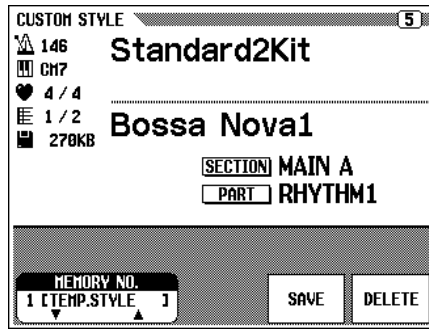 CUSTOM STYLE 5
146
CM7
4/4
1/2
270KB
Standard2Kit
Bossa Nova1
SECTION MAIN A
PART RHYTHM1
MEMORY NO.
1 [TEMP.STYLE ]
SAVE DELETE